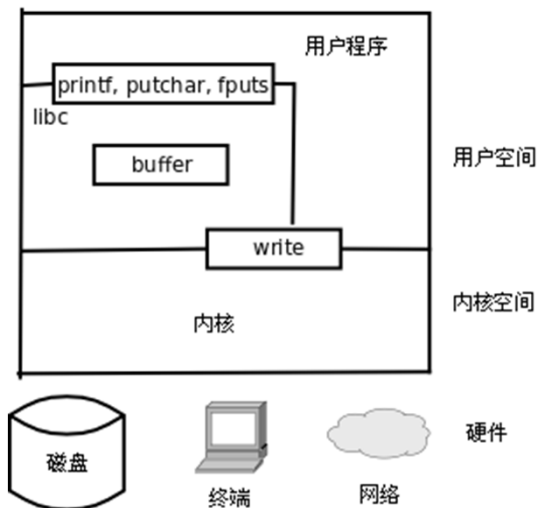 用户程序
printf, putchar, fputs
libc
buffer
用户空间
write
内核空间
内核
磁盘
终端
网络
硬件